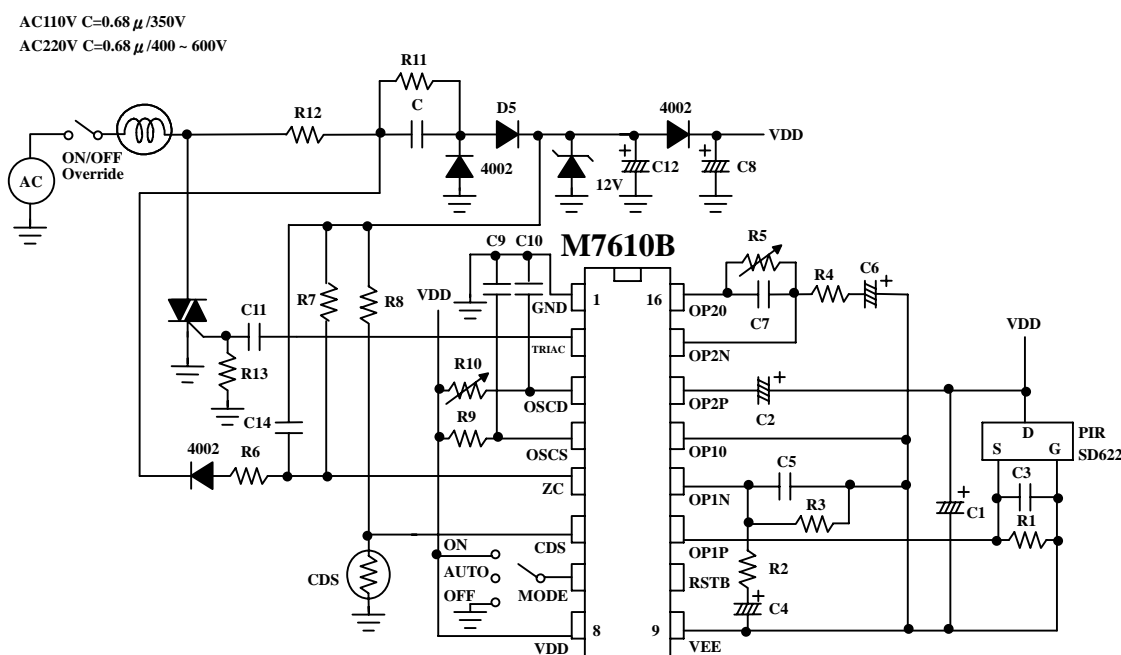 AC110V C=0.68 μ/350V
AC220V C=0.68 μ/400 ~ 600V
R11
C
D5
4002
R12
VDD
ON/OFF
Override
AC
4002
12V
C12
C8
M7610B
C9
C10
R5
R4
C6
R7
R8
VDD
1
16
GND
OP20
C7
C11
TRIAC
OP2N
VDD
R13
R10
OSCD
OP2P
C2
C14
R9
OSCS
OP10
D
PIR
SD622
S
G
4002
R6
ZC
OP1N
C5
C3
R3
C1
R1
CDS
ON
CDS
OP1P
AUTO
MODE
RSTB
R2
OFF
C4
8
9
VDD
VEE